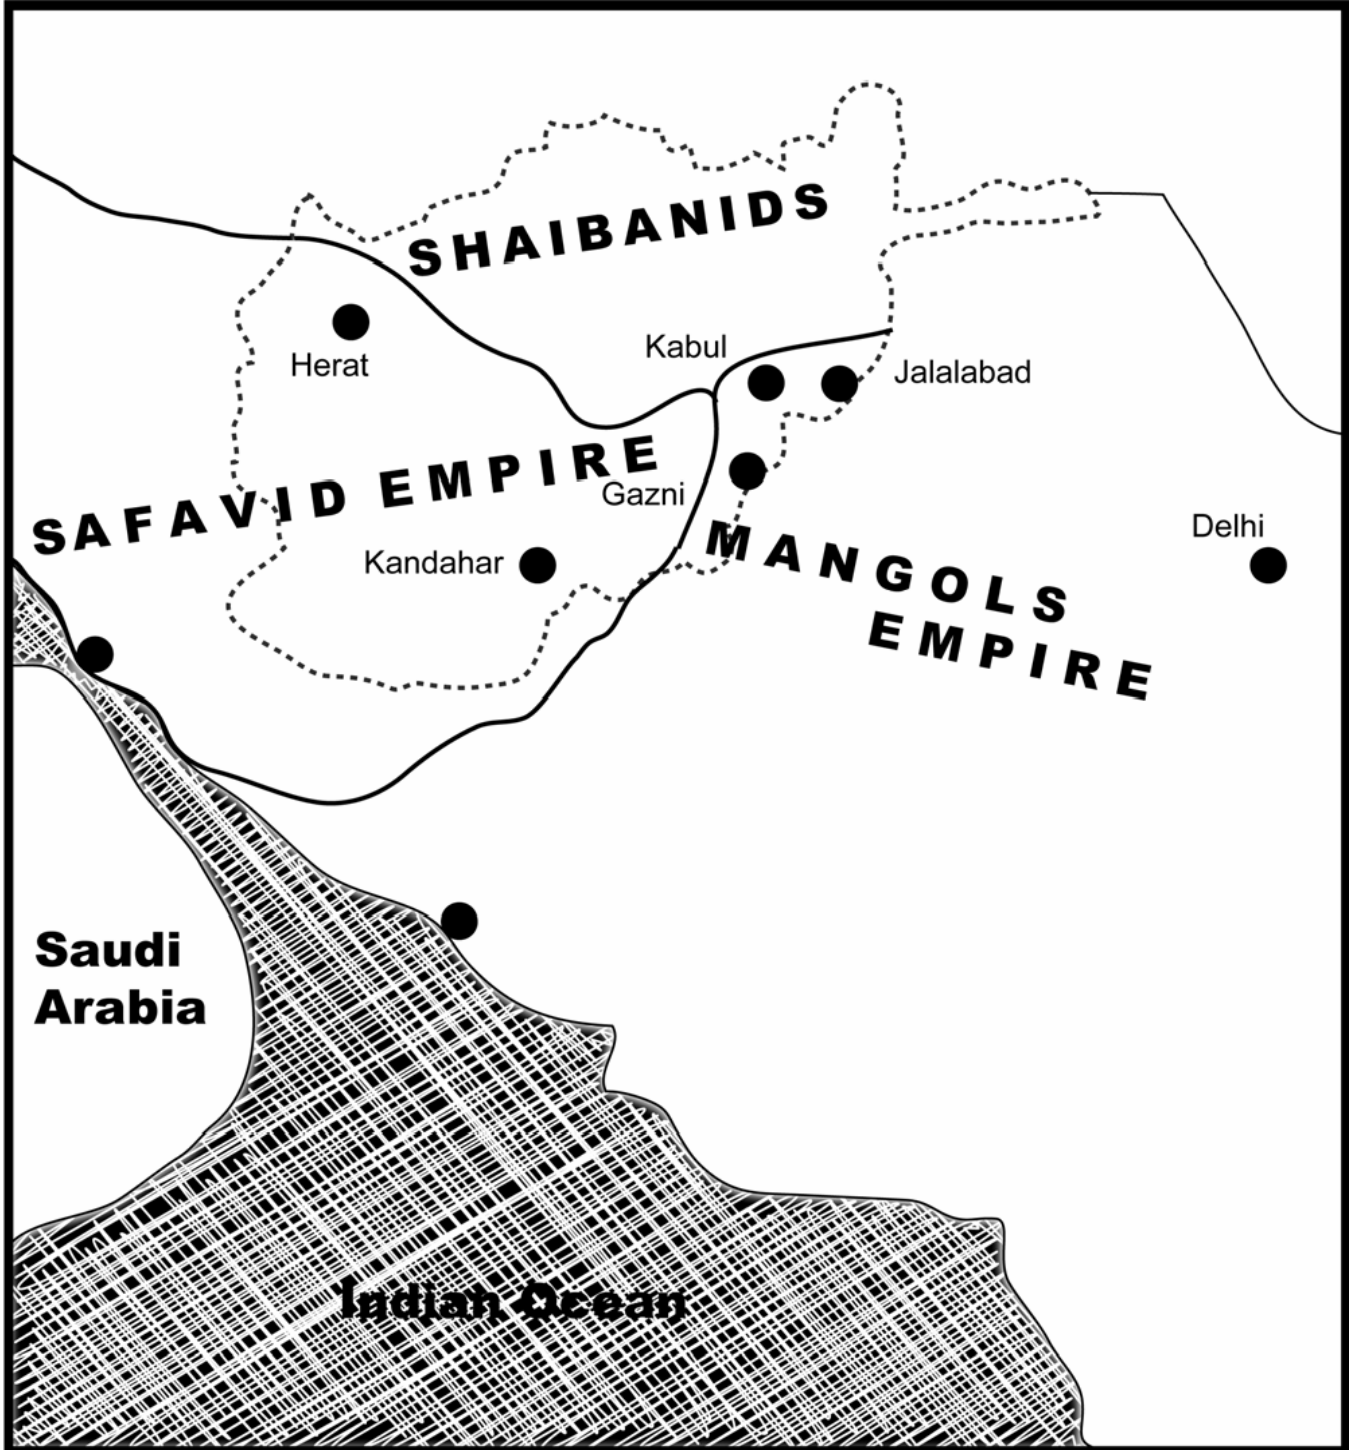 SHAIBANIDS
Kabul
Herat
Jalalabad
SAFAVID EMPIRE
Gazni
Kandahar
Delhi
MANGOLS
EMPIRE
Saudi
Arabia
Indian Ocean